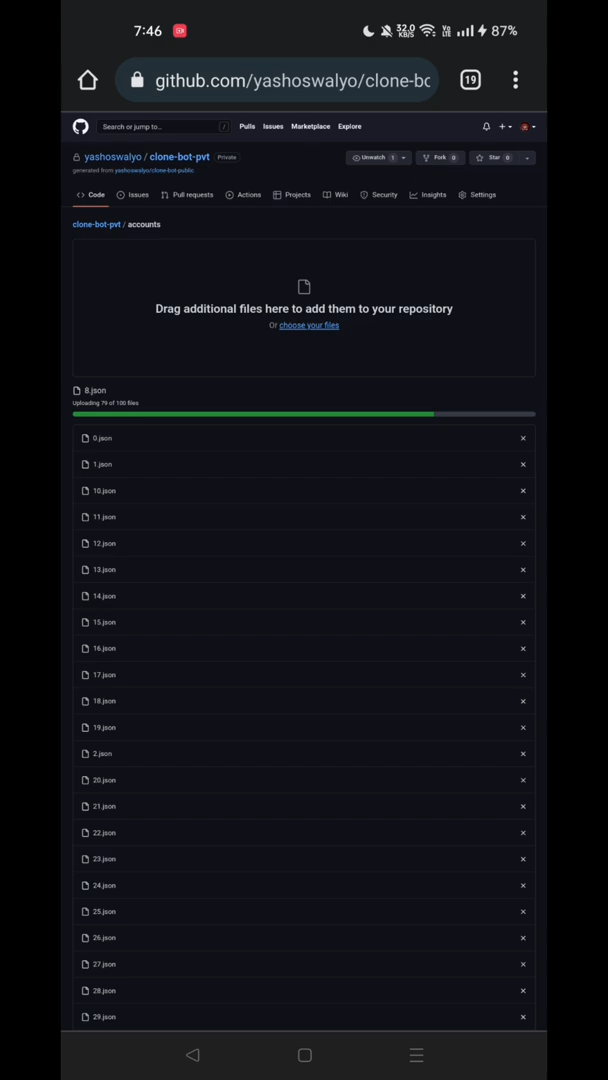 7:46 32.0 KB/S Vo LTE 87%
github.com/yashoswalyo/clone-bo 19
Search or jump to... / Pulls Issues Marketplace Explore
yashoswalyo / clone-bot-pvt Private Unwatch 1 Fork 0 Star 0
generated from yashoswalyo/clone-bot-public
Code Issues Pull requests Actions Projects Wiki Security Insights Settings
clone-bot-pvt / accounts
Drag additional files here to add them to your repository
Or choose your files
8.json
Uploading 79 of 100 files
0.json
1.json
10.json
11.json
12.json
13.json
14.json
15.json
16.json
17.json
18.json
19.json
2.json
20.json
21.json
22.json
23.json
24.json
25.json
26.json
27.json
28.json
29.json